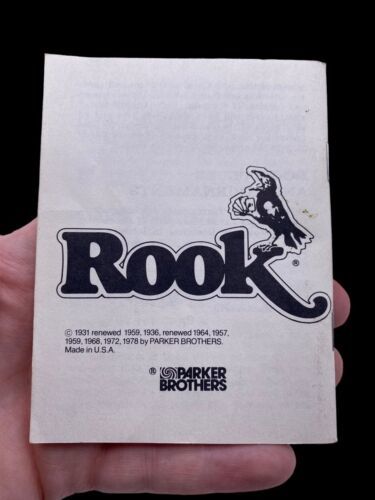 ROOK®
© 1931 renewed 1959, 1936, renewed 1964, 1957,
1959, 1968, 1972, 1978 by PARKER BROTHERS.
Made in U.S.A.
® PARKER
BROTHERS